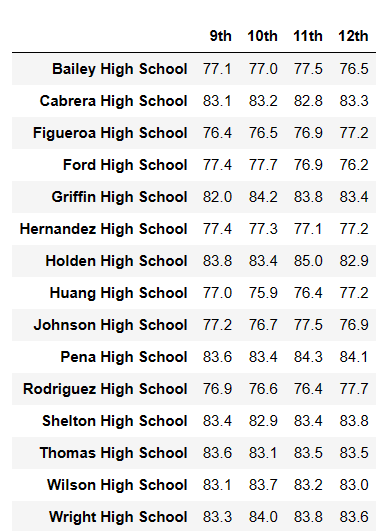 9th 10th 11th 12th
Bailey High School 77.1 77.0 77.5 76.5
Cabrera High School 83.1 83.2 82.8 83.3
Figueroa High School 76.4 76.5 76.9 77.2
Ford High School 77.4 77.7 76.9 76.2
Griffin High School 82.0 84.2 83.8 83.4
Hernandez High School 77.4 77.3 77.1 77.2
Holden High School 83.8 83.4 85.0 82.9
Huang High School 77.0 75.9 76.4 77.2
Johnson High School 77.2 76.7 77.5 76.9
Pena High School 83.6 83.4 84.3 84.1
Rodriguez High School 76.9 76.6 76.4 77.7
Shelton High School 83.4 82.9 83.4 83.8
Thomas High School 83.6 83.1 83.5 83.5
Wilson High School 83.1 83.7 83.2 83.0
Wright High School 83.3 84.0 83.8 83.6